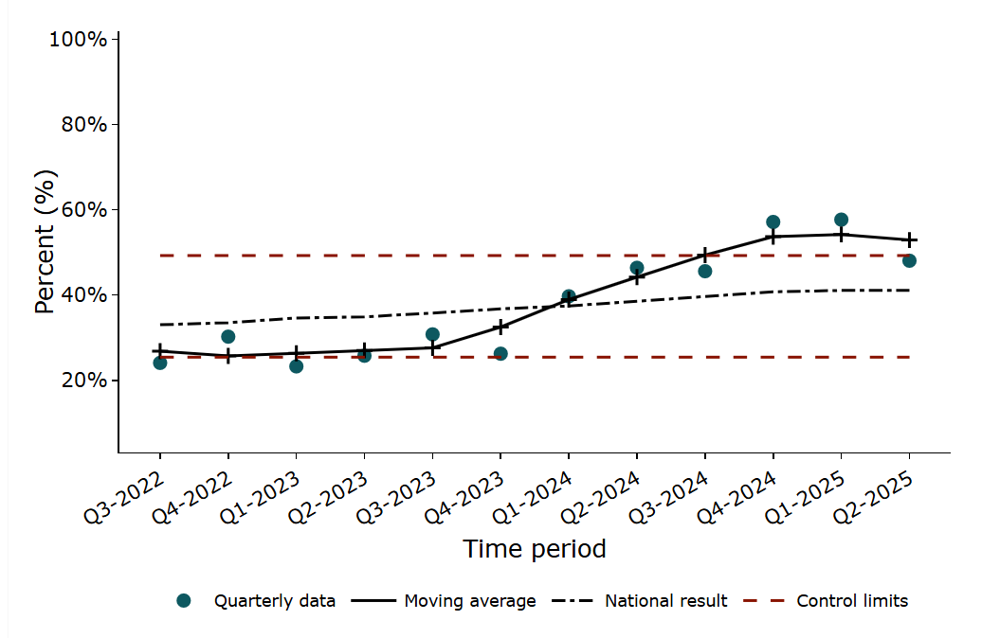 100%
80%
60%
40%
20%
Percent (%)
Q3-2022
Q4-2022
Q1-2023
Q2-2023
Q3-2023
Q4-2023
Q1-2024
Q2-2024
Q3-2024
Q4-2024
Q1-2025
Q2-2025
Time period
Quarterly data Moving average National result Control limits